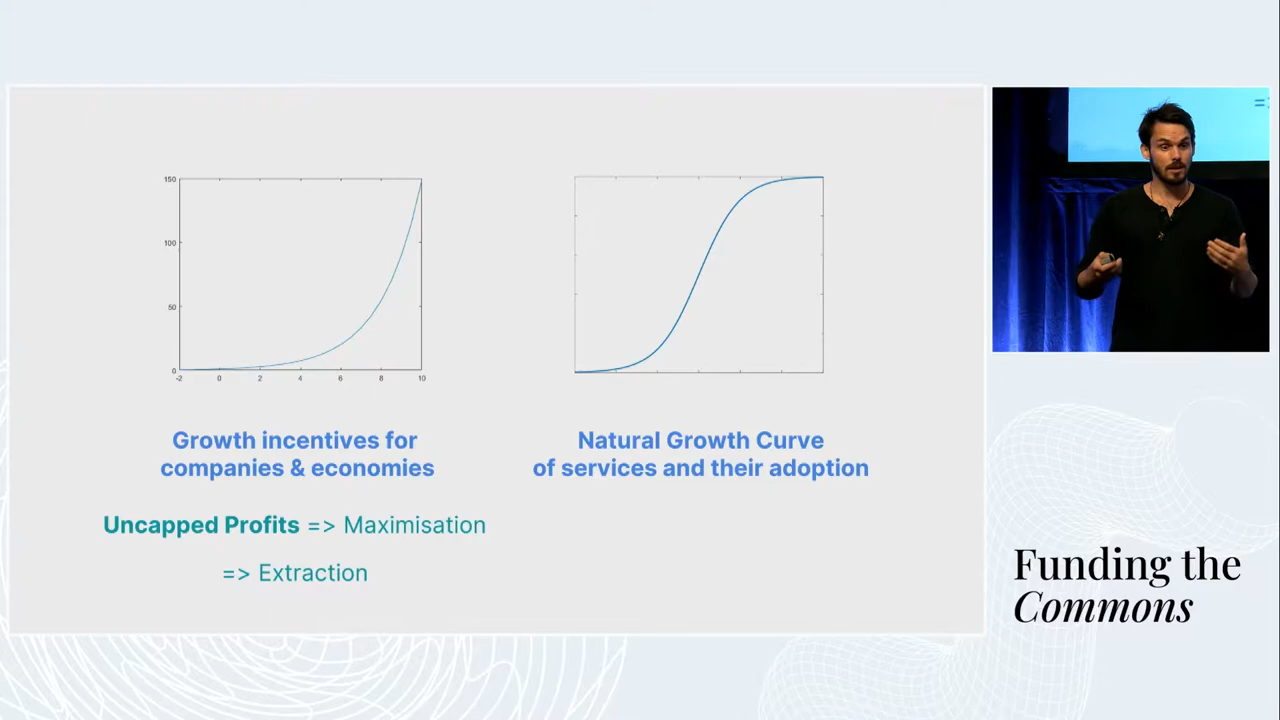 150
100
50
0
-2 0 2 4 6 8 10
Growth incentives for
companies & economies
Uncapped Profits => Maximisation
=> Extraction
Natural Growth Curve
of services and their adoption
=>
Funding the
Commons